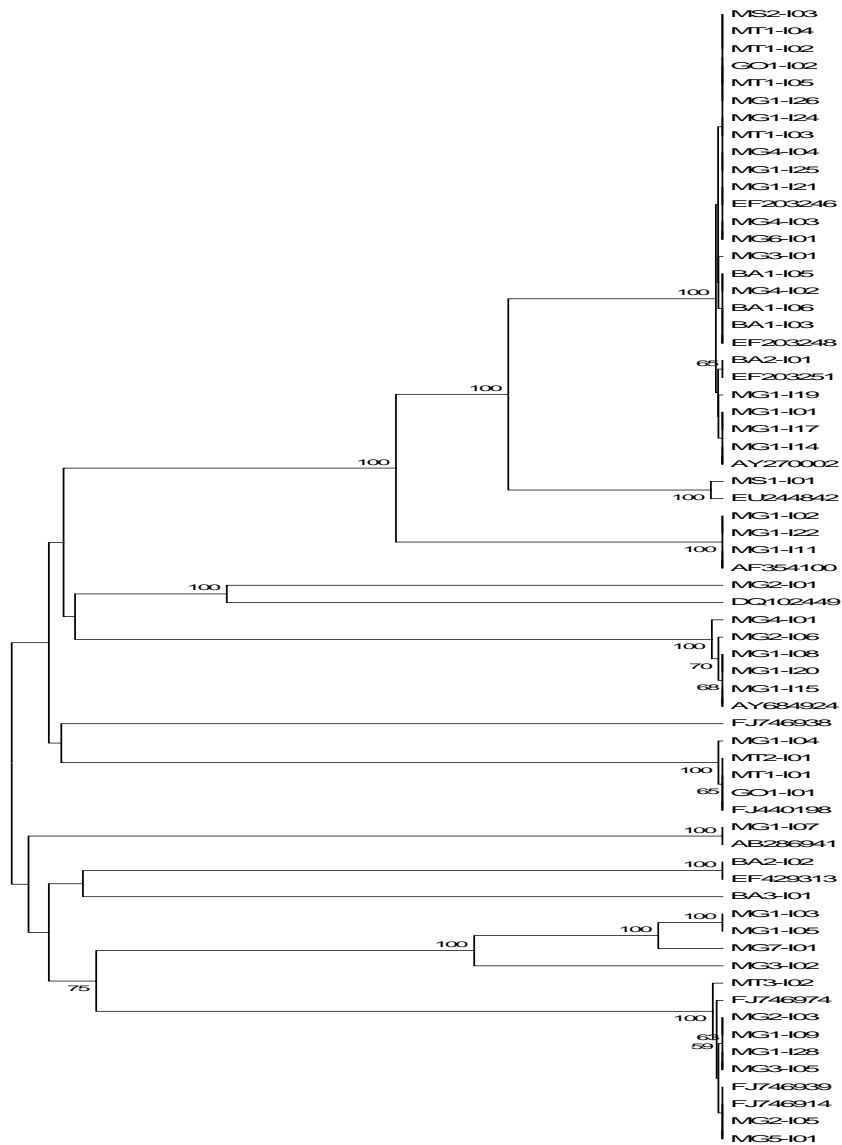 MS2-I03
MT1-I04
MT1-I02
GO1-I02
MT1-I05
MG1-I26
MG1-I24
MT1-I03
MG4-I04
MG1-I25
MG1-I21
EF203246
MG4-I03
MG6-I01
MG3-I01
BA1-I05
100 MG4-I02
BA1-I06
BA1-I03
EF203248
65 BA2-I01
EF203251
100 MG1-I19
MG1-I01
MG1-I17
MG1-I14
100 AY270002
MS1-I01
100 EU244842
MG1-I02
MG1-I22
100 MG1-I11
AF354100
100 MG2-I01
DQ102449
MG4-I01
100 MG2-I06
MG1-I08
70 MG1-I20
68 MG1-I15
AY684924
FJ746938
MG1-I04
100 MT2-I01
MT1-I01
65 GO1-I01
FJ440198
100 MG1-I07
AB286941
100 BA2-I02
EF429313
BA3-I01
100 MG1-I03
100 MG1-I05
100 MG7-I01
MG3-I02
75 MT3-I02
FJ746974
100 MG2-I03
63 MG1-I09
59 MG1-I28
MG3-I05
FJ746939
FJ746914
MG2-I05
MG5-I01